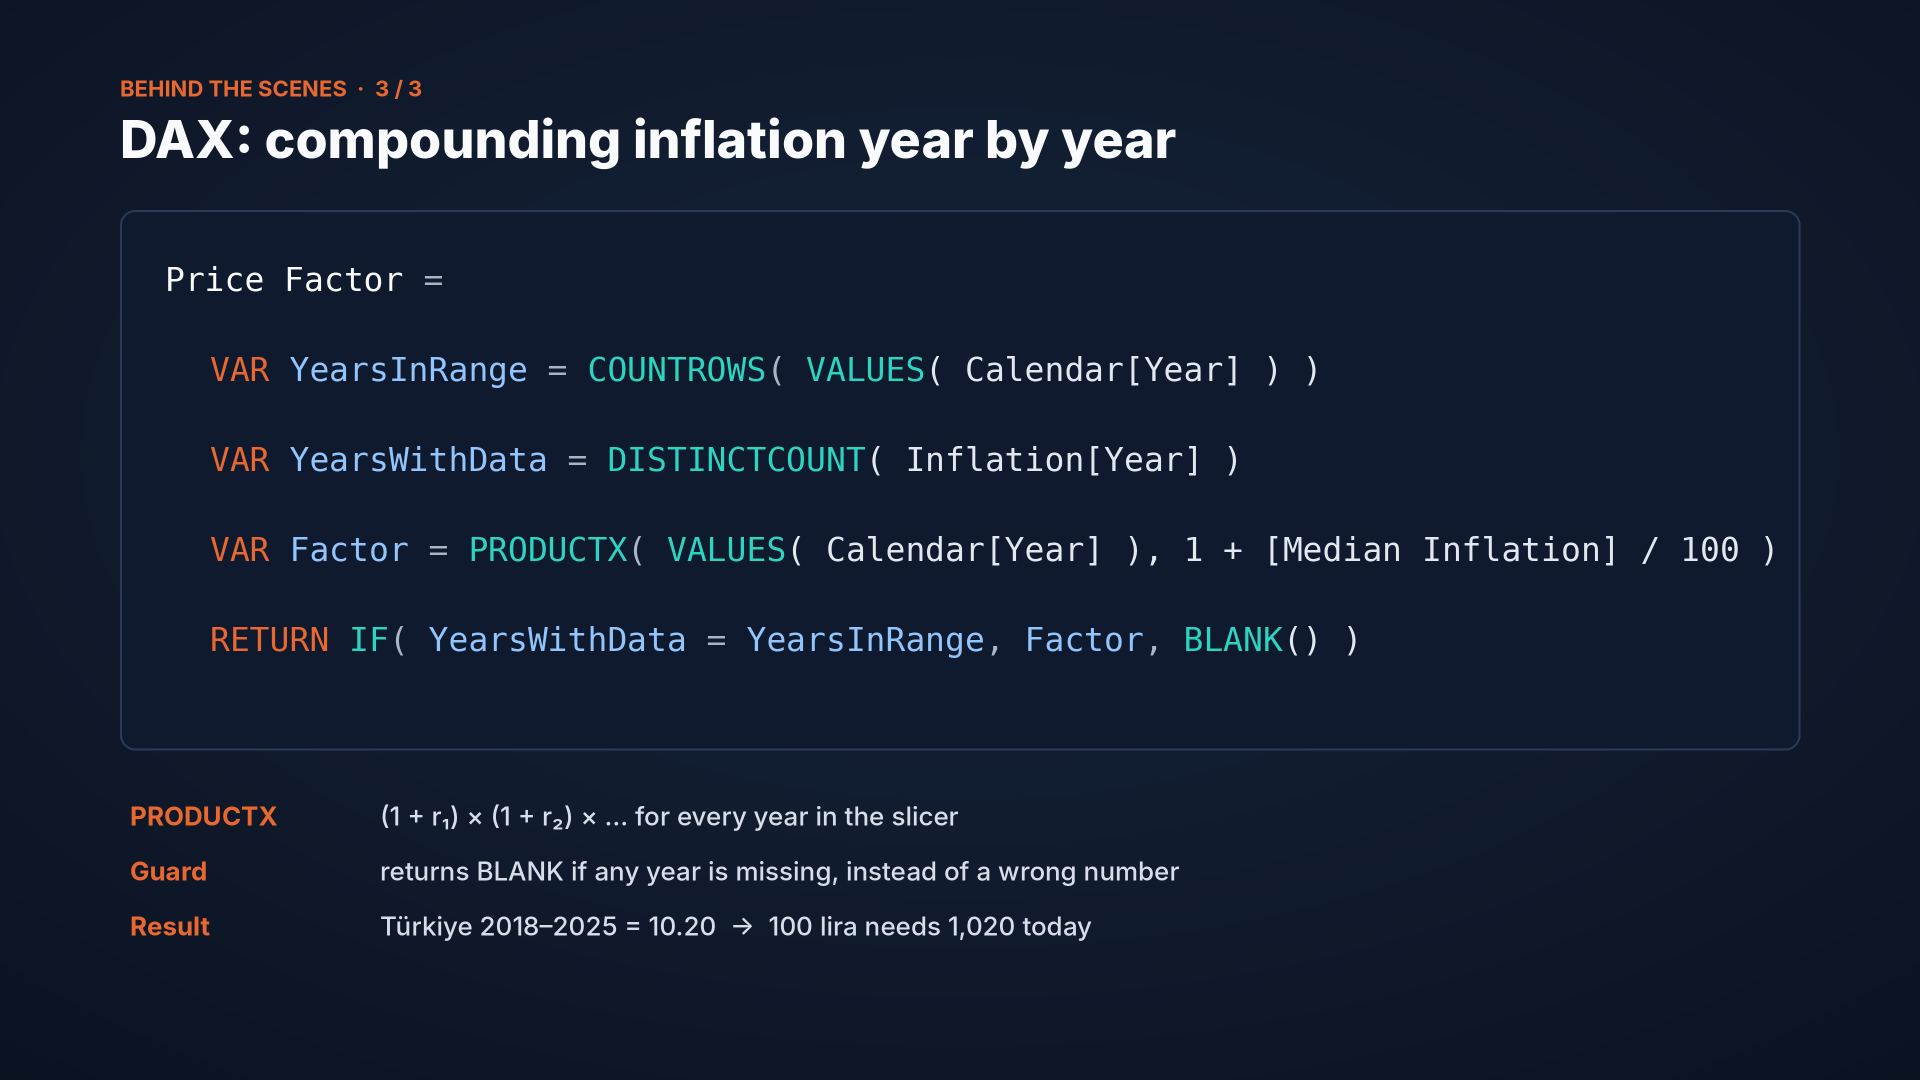 BEHIND THE SCENES · 3 / 3
DAX: compounding inflation year by year
Price Factor =
VAR YearsInRange = COUNTROWS( VALUES( Calendar[Year] ) )
VAR YearsWithData = DISTINCTCOUNT( Inflation[Year] )
VAR Factor = PRODUCTX( VALUES( Calendar[Year] ), 1 + [Median Inflation] / 100 )
RETURN IF( YearsWithData = YearsInRange, Factor, BLANK() )
PRODUCTX (1 + r₁) × (1 + r₂) × … for every year in the slicer
Guard returns BLANK if any year is missing, instead of a wrong number
Result Türkiye 2018–2025 = 10.20 → 100 lira needs 1,020 today